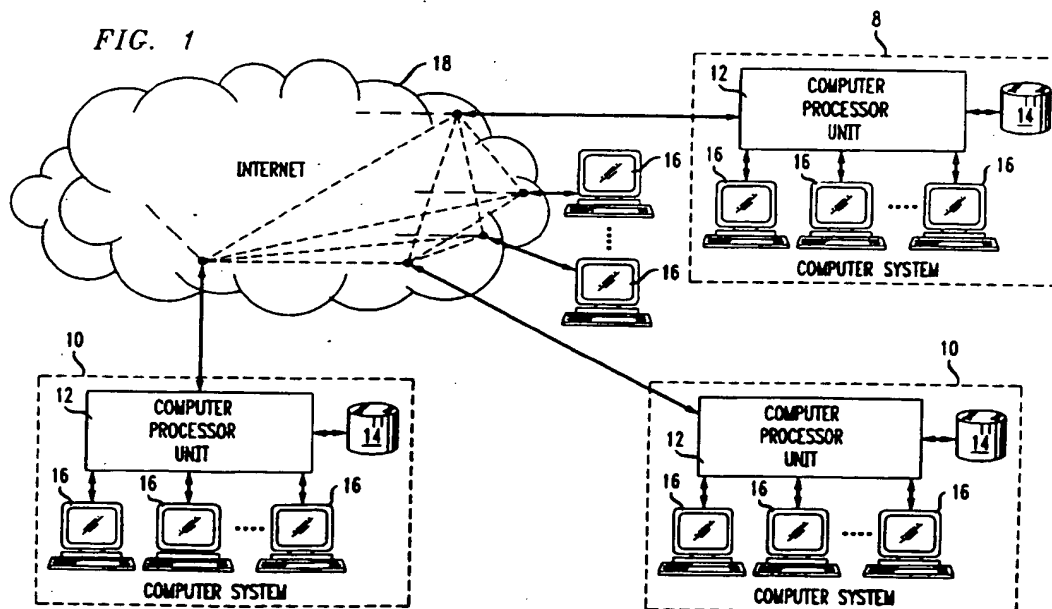 FIG. 1
18
INTERNET
16
16
8
12
COMPUTER
PROCESSOR
UNIT
14
16
16
16
COMPUTER SYSTEM
10
12
COMPUTER
PROCESSOR
UNIT
14
16
16
16
COMPUTER SYSTEM
10
12
COMPUTER
PROCESSOR
UNIT
14
16
16
16
COMPUTER SYSTEM